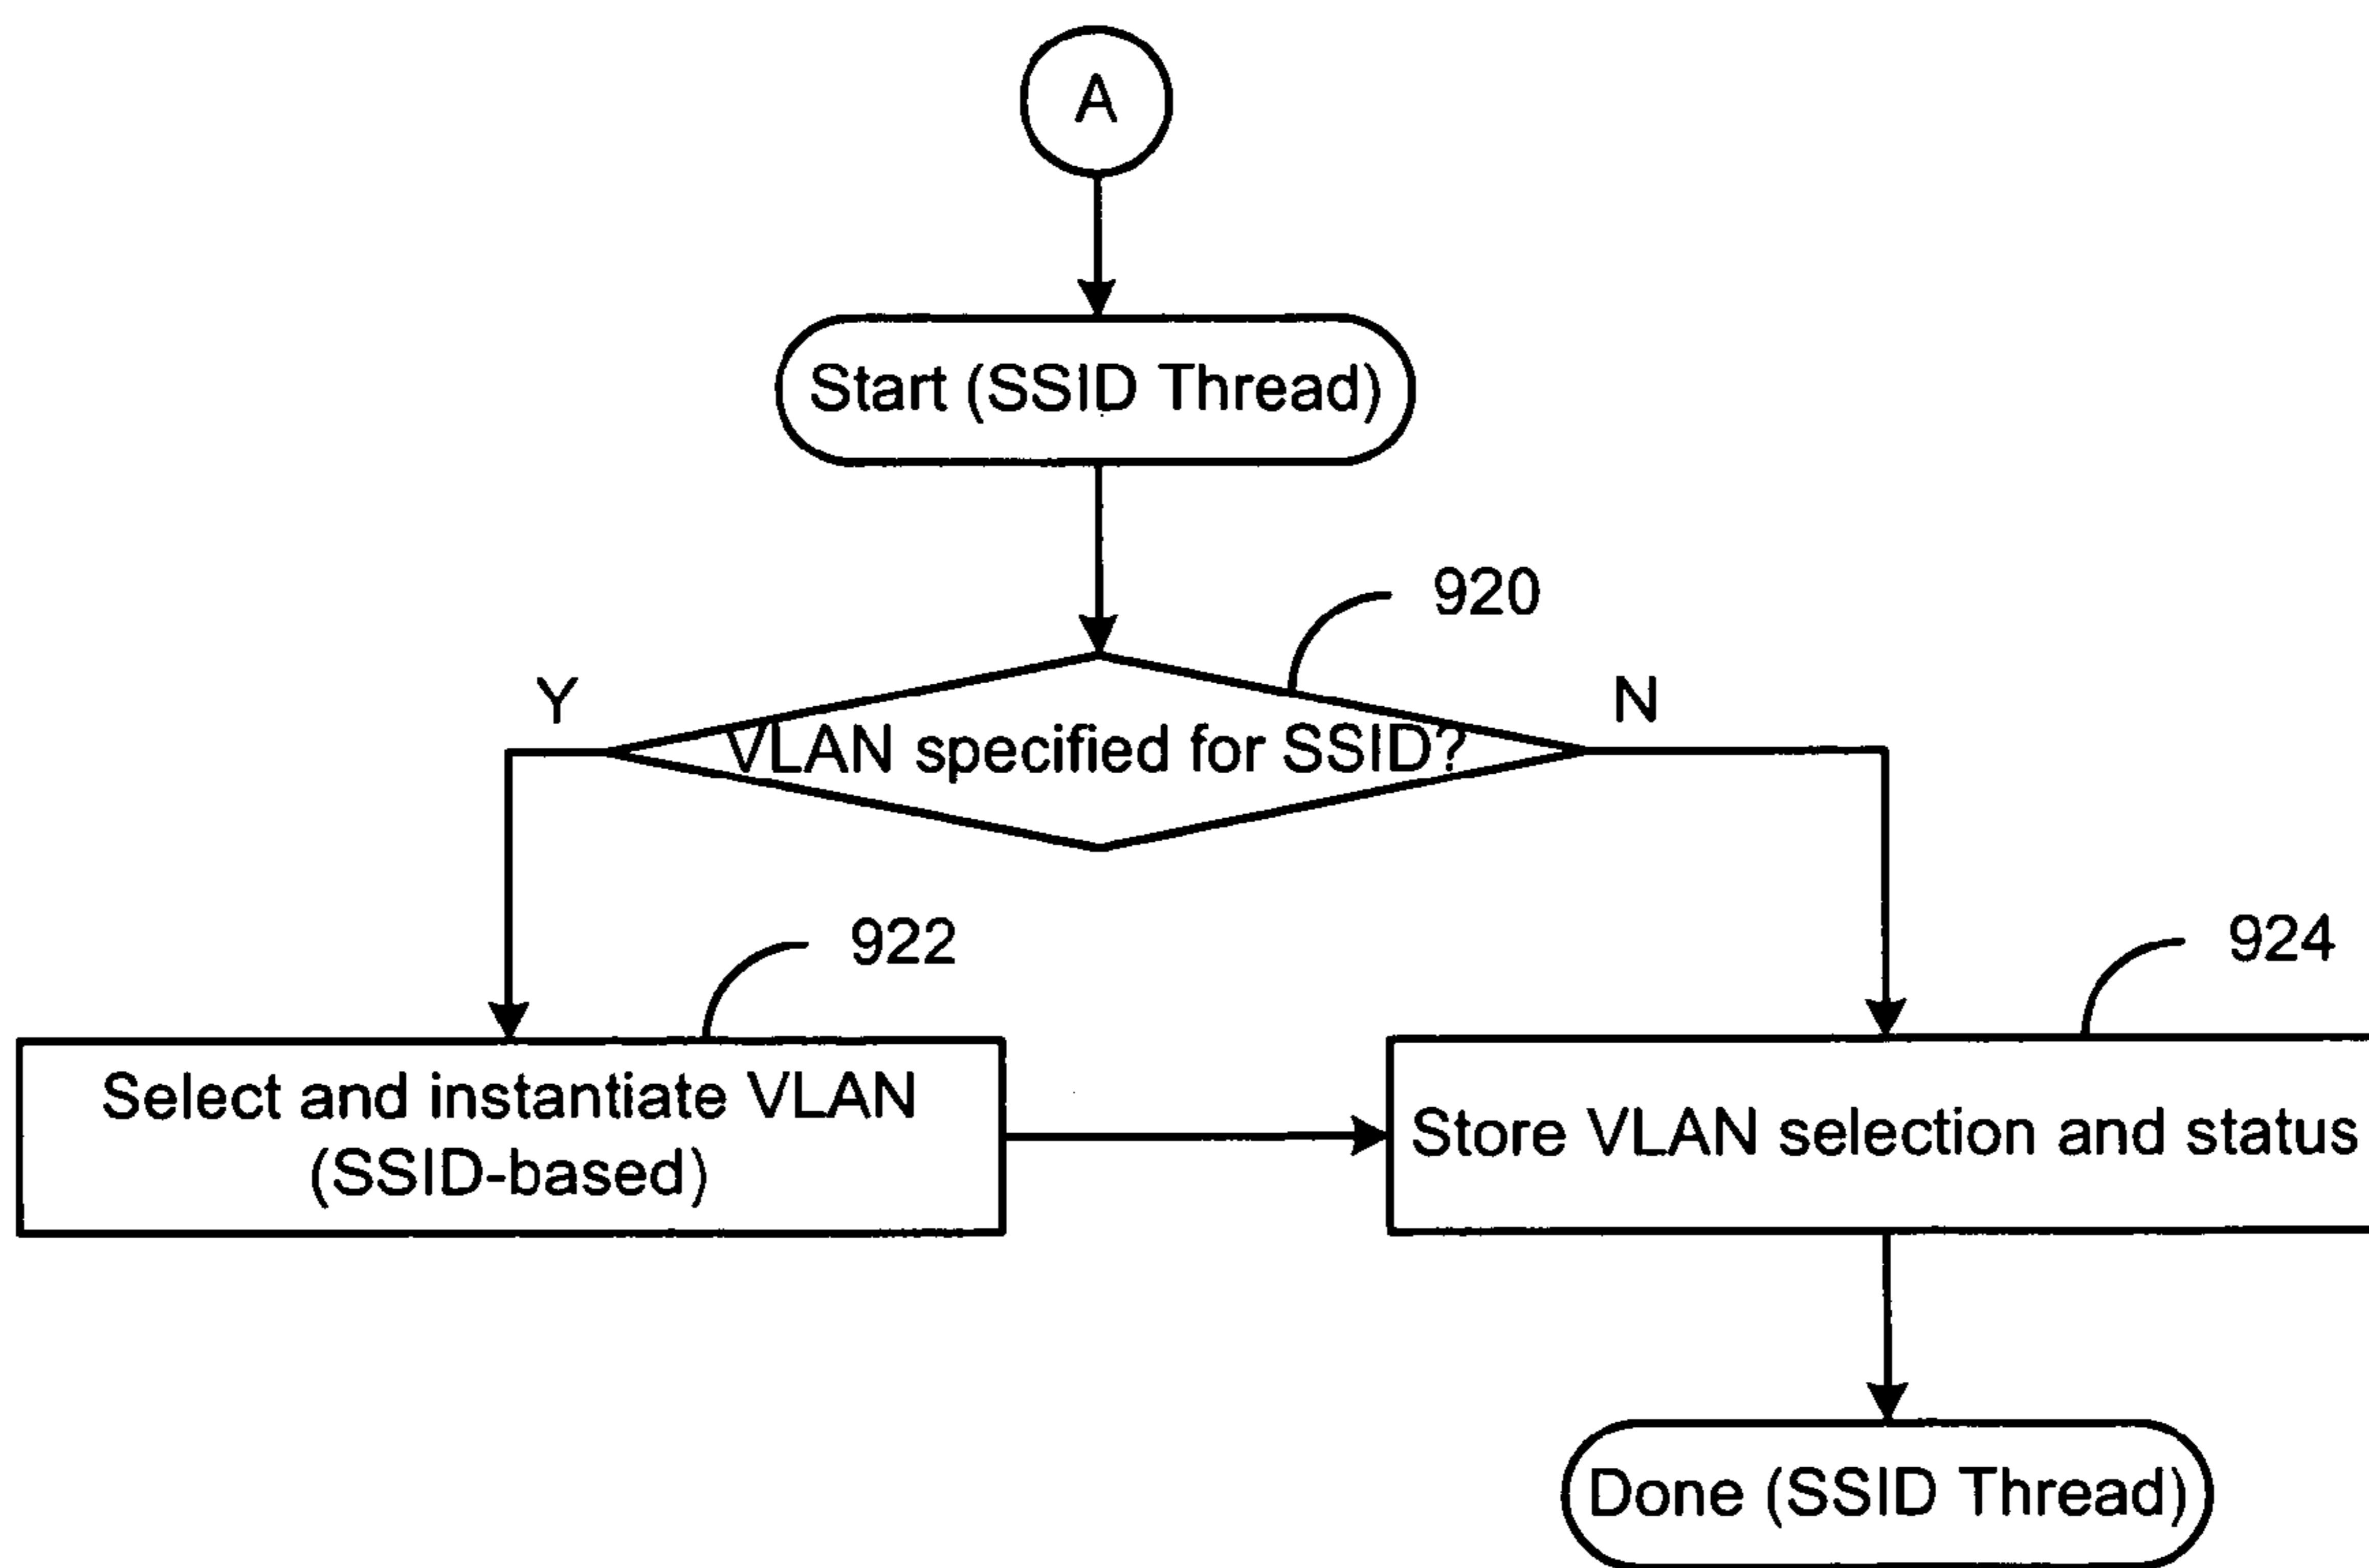 A
Start (SSID Thread)
920
Y
N
VLAN specified for SSID?
922
924
Select and instantiate VLAN
(SSID-based)
Store VLAN selection and status
Done (SSID Thread)